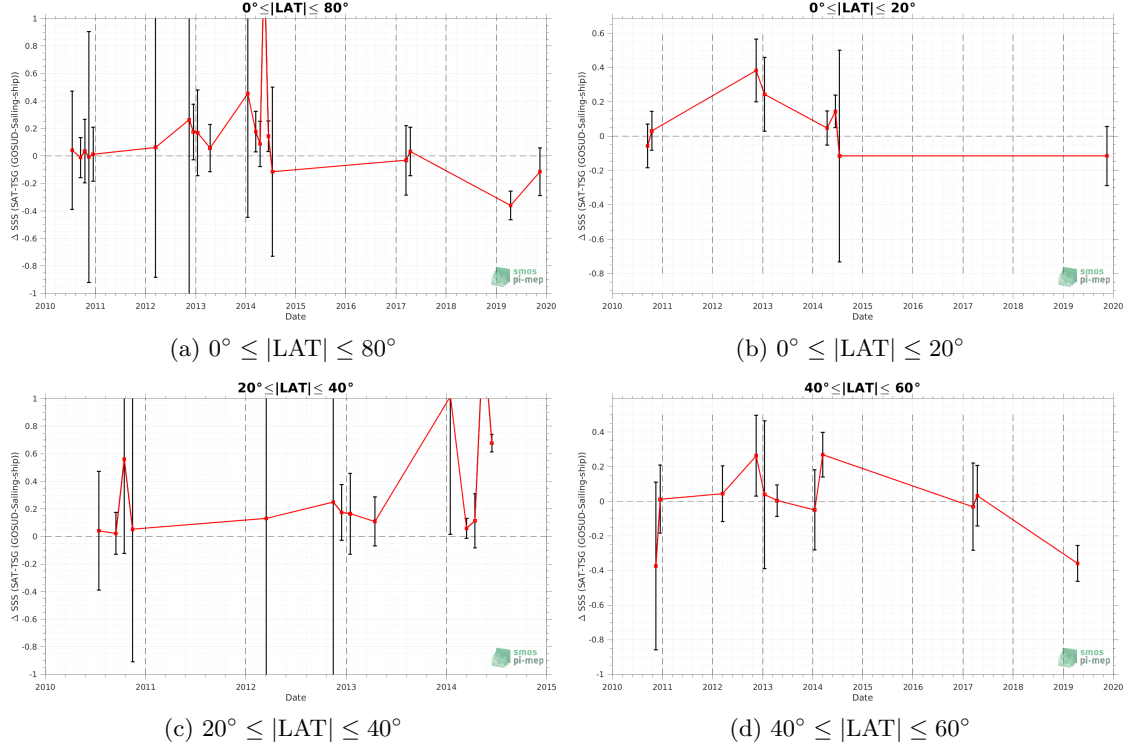 0°≤|LAT|≤ 80°
Δ SSS (SAT-TSG (GOSUD-Sailing-ship))
1
0.8
0.6
0.4
0.2
0
-0.2
-0.4
-0.6
-0.8
-1
2010 2011 2012 2013 2014 2015 2016 2017 2018 2019 2020
Date
smos
pi-mep
(a) 0° ≤ |LAT| ≤ 80°
0°≤|LAT|≤ 20°
Δ SSS (SAT-TSG (GOSUD-Sailing-ship))
0.6
0.4
0.2
0
-0.2
-0.4
-0.6
-0.8
2010 2011 2012 2013 2014 2015 2016 2017 2018 2019 2020
Date
smos
pi-mep
(b) 0° ≤ |LAT| ≤ 20°
20°≤|LAT|≤ 40°
Δ SSS (SAT-TSG (GOSUD-Sailing-ship))
1
0.8
0.6
0.4
0.2
0
-0.2
-0.4
-0.6
-0.8
-1
2010 2011 2012 2013 2014 2015
Date
smos
pi-mep
(c) 20° ≤ |LAT| ≤ 40°
40°≤|LAT|≤ 60°
Δ SSS (SAT-TSG (GOSUD-Sailing-ship))
0.4
0.2
0
-0.2
-0.4
-0.6
-0.8
-1
2010 2011 2012 2013 2014 2015 2016 2017 2018 2019 2020
Date
smos
pi-mep
(d) 40° ≤ |LAT| ≤ 60°